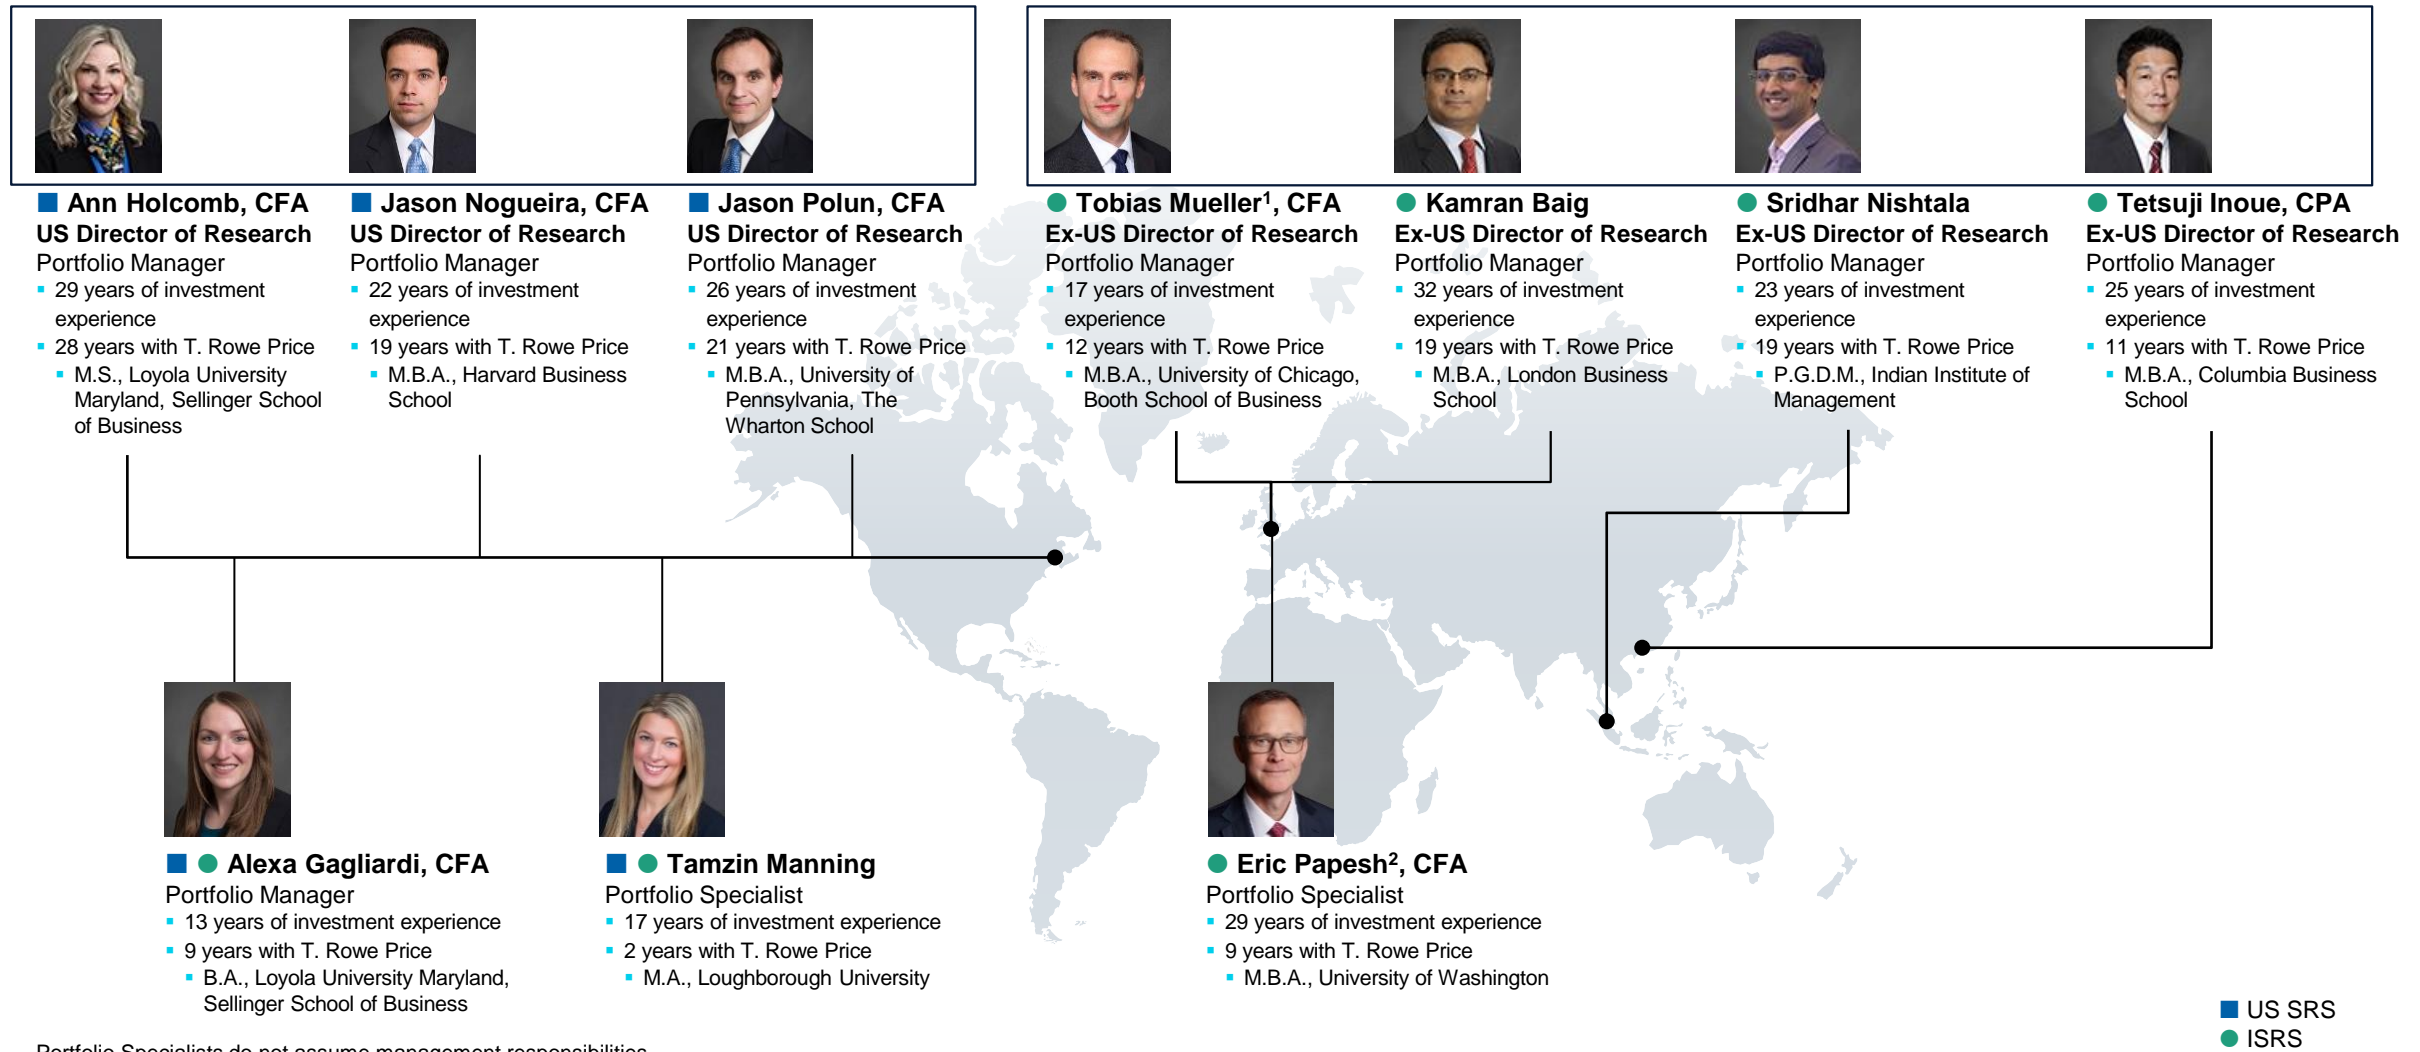 Ann Holcomb, CFA
US Director of Research
Portfolio Manager
29 years of investment
experience
28 years with T. Rowe Price
M.S., Loyola University
Maryland, Sellinger School
of Business
Jason Nogueira, CFA
US Director of Research
Portfolio Manager
22 years of investment
experience
19 years with T. Rowe Price
M.B.A., Harvard Business
School
Jason Polun, CFA
US Director of Research
Portfolio Manager
26 years of investment
experience
21 years with T. Rowe Price
M.B.A., University of
Pennsylvania, The
Wharton School
Tobias Mueller¹, CFA
Ex-US Director of Research
Portfolio Manager
17 years of investment
experience
12 years with T. Rowe Price
M.B.A., University of Chicago,
Booth School of Business
Kamran Baig
Ex-US Director of Research
Portfolio Manager
32 years of investment
experience
19 years with T. Rowe Price
M.B.A., London Business
School
Sridhar Nishtala
Ex-US Director of Research
Portfolio Manager
23 years of investment
experience
19 years with T. Rowe Price
P.G.D.M., Indian Institute of
Management
Tetsuji Inoue, CPA
Ex-US Director of Research
Portfolio Manager
25 years of investment
experience
11 years with T. Rowe Price
M.B.A., Columbia Business
School
Alexa Gagliardi, CFA
Portfolio Manager
13 years of investment experience
9 years with T. Rowe Price
B.A., Loyola University Maryland,
Sellinger School of Business
Tamzin Manning
Portfolio Specialist
17 years of investment experience
2 years with T. Rowe Price
M.A., Loughborough University
Eric Papesh², CFA
Portfolio Specialist
29 years of investment experience
9 years with T. Rowe Price
M.B.A., University of Washington
US SRS
ISRS
Portfolio Specialists do not assume management responsibilities